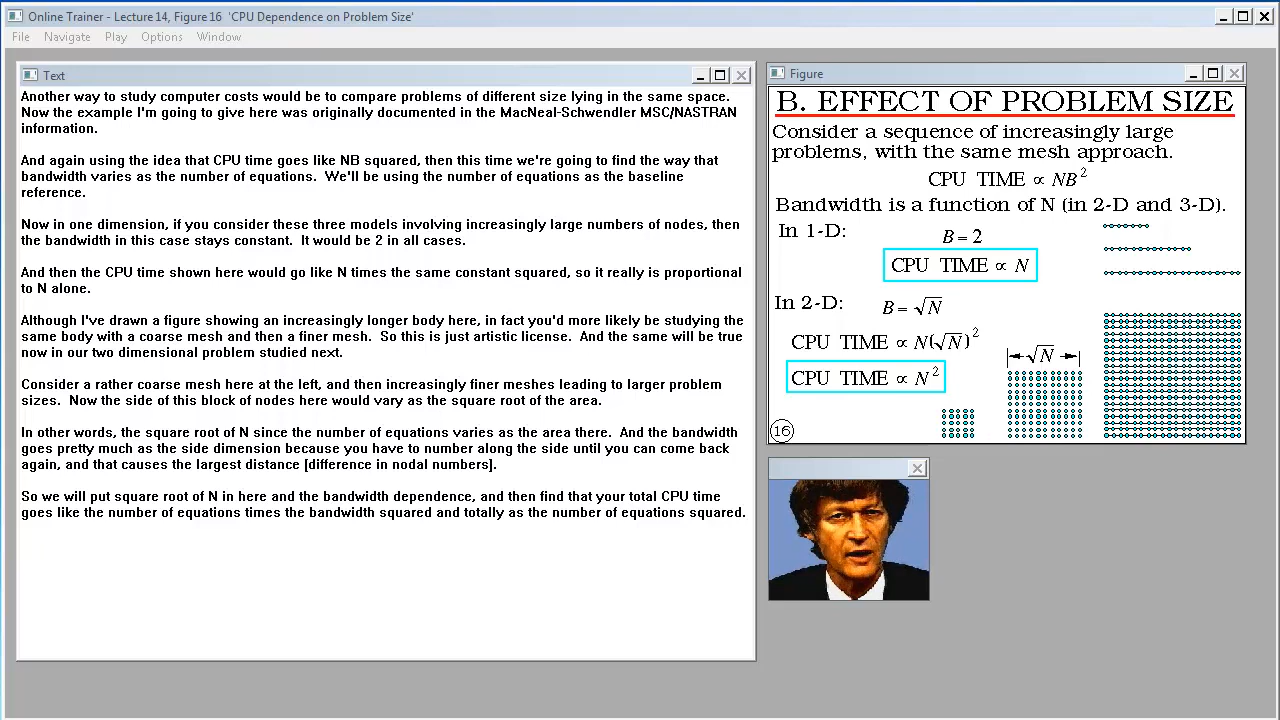 Online Trainer - Lecture 14, Figure 16 'CPU Dependence on Problem Size'
File Navigate Play Options Window
Text
Another way to study computer costs would be to compare problems of different size lying in the same space.
Now the example I'm going to give here was originally documented in the MacNeal-Schwendler MSC/NASTRAN
information.
And again using the idea that CPU time goes like NB squared, then this time we're going to find the way that
bandwidth varies as the number of equations. We'll be using the number of equations as the baseline
reference.
Now in one dimension, if you consider these three models involving increasingly large numbers of nodes, then
the bandwidth in this case stays constant. It would be 2 in all cases.
And then the CPU time shown here would go like N times the same constant squared, so it really is proportional
to N alone.
Although I've drawn a figure showing an increasingly longer body here, in fact you'd more likely be studying the
same body with a coarse mesh and then a finer mesh. So this is just artistic license. And the same will be true
now in our two dimensional problem studied next.
Consider a rather coarse mesh here at the left, and then increasingly finer meshes leading to larger problem
sizes. Now the side of this block of nodes here would vary as the square root of the area.
In other words, the square root of N since the number of equations varies as the area there. And the bandwidth
goes pretty much as the side dimension because you have to number along the side until you can come back
again, and that causes the largest distance [difference in nodal numbers].
So we will put square root of N in here and the bandwidth dependence, and then find that your total CPU time
goes like the number of equations times the bandwidth squared and totally as the number of equations squared.
Figure
B. EFFECT OF PROBLEM SIZE
Consider a sequence of increasingly large
problems, with the same mesh approach.
CPU TIME ∝ NB²
Bandwidth is a function of N (in 2-D and 3-D).
In 1-D:
B = 2
CPU TIME ∝ N
In 2-D:
B = √N
CPU TIME ∝ N(√N)²
CPU TIME ∝ N²
√N
16